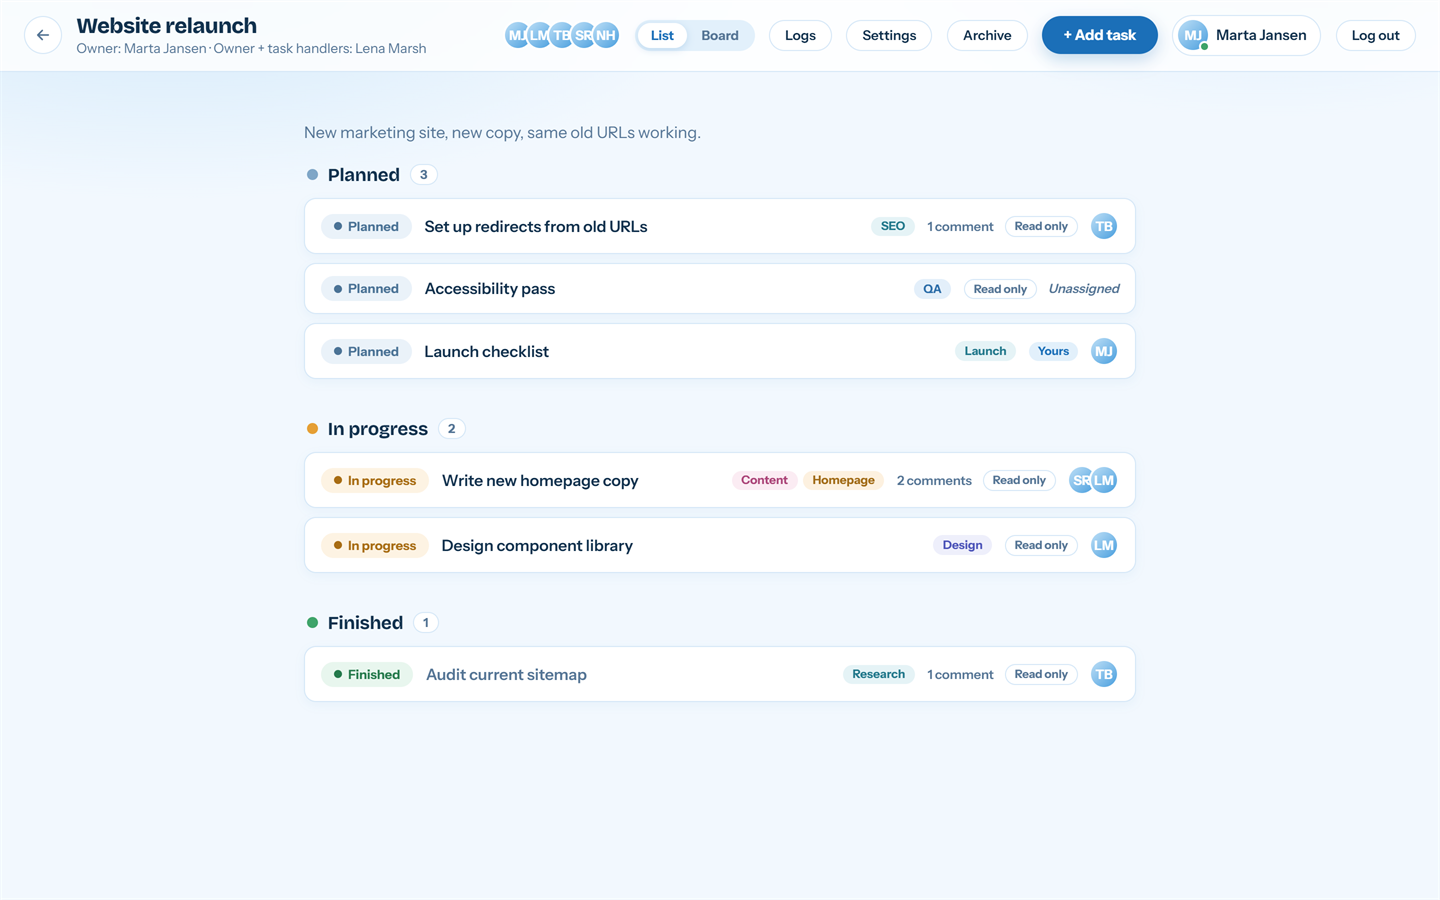 Website relaunch
Owner: Marta Jansen · Owner + task handlers: Lena Marsh
MJ LM TB SR NH
List Board
Logs
Settings
Archive
+ Add task
MJ Marta Jansen
Log out
New marketing site, new copy, same old URLs working.
Planned 3
Planned Set up redirects from old URLs SEO 1 comment Read only TB
Planned Accessibility pass QA Read only Unassigned
Planned Launch checklist Launch Yours MJ
In progress 2
In progress Write new homepage copy Content Homepage 2 comments Read only SR LM
In progress Design component library Design Read only LM
Finished 1
Finished Audit current sitemap Research 1 comment Read only TB